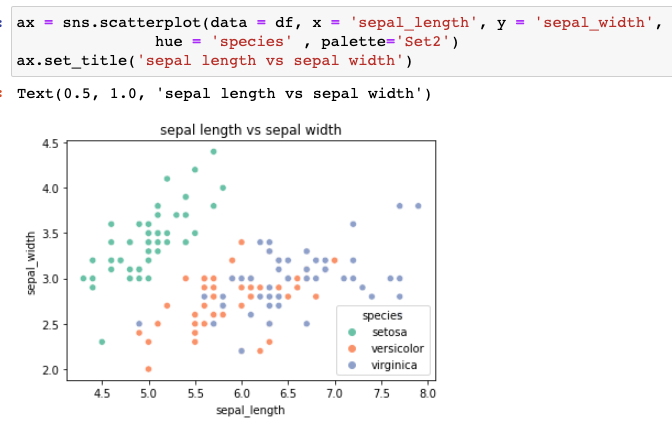 ax = sns.scatterplot(data = df, x = 'sepal_length', y = 'sepal_width',
hue = 'species' , palette='Set2')
ax.set_title('sepal length vs sepal width')
Text(0.5, 1.0, 'sepal length vs sepal width')
sepal length vs sepal width
4.5
4.0
3.5
3.0
2.5
2.0
sepal_width
species
setosa
versicolor
virginica
4.5 5.0 5.5 6.0 6.5 7.0 7.5 8.0
sepal_length